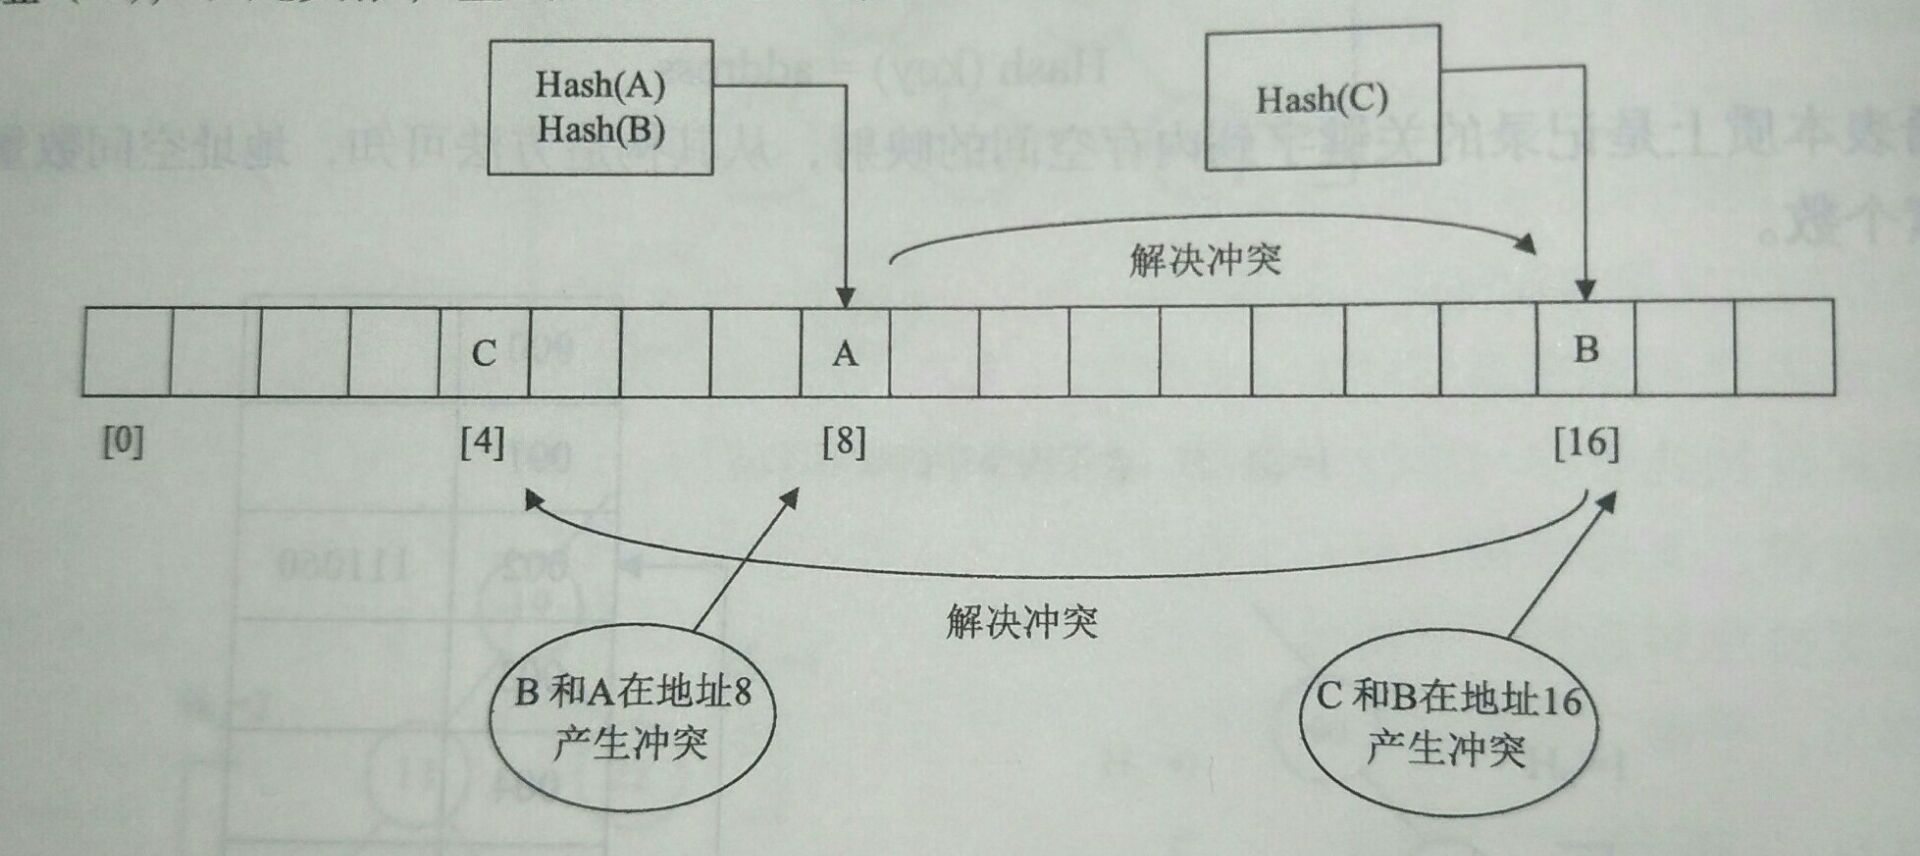 Hash(A)
Hash(B)
Hash(C)
解决冲突
C
A
B
[0]
[4]
[8]
[16]
解决冲突
B 和A在地址8
产生冲突
C 和B在地址16
产生冲突